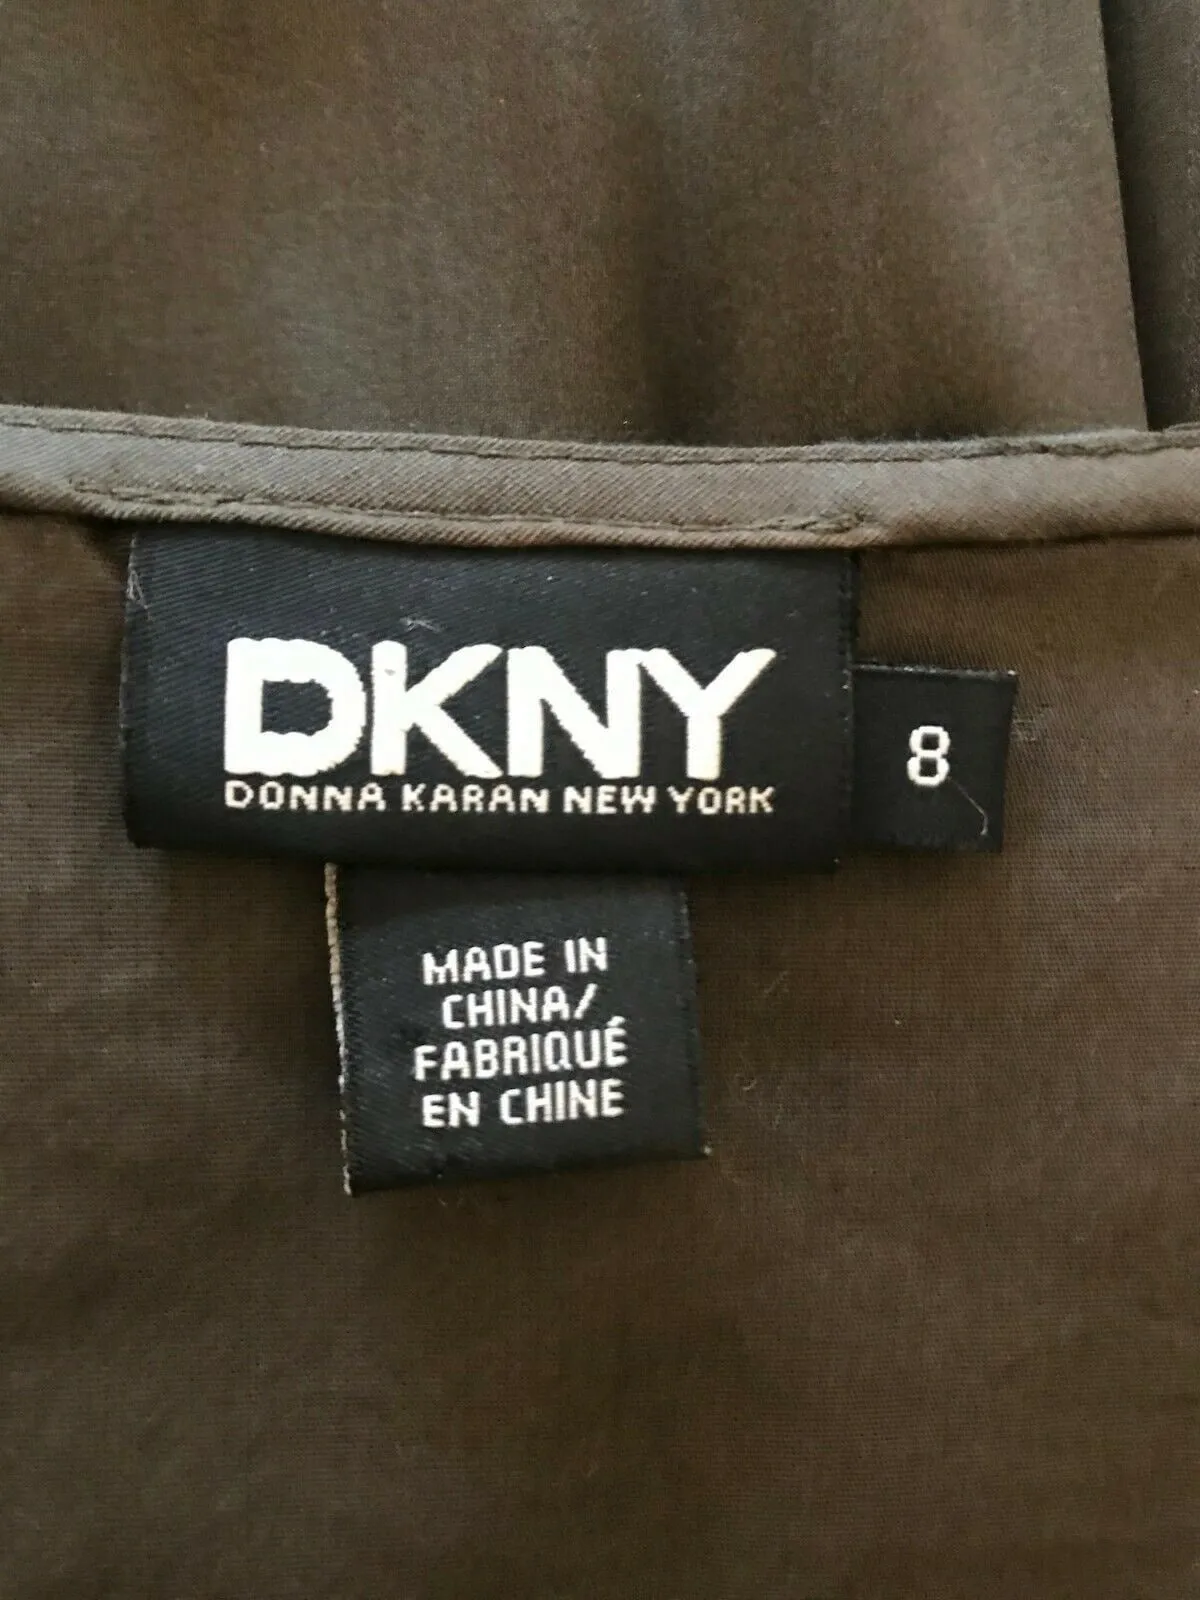 DKNY
DONNA KARAN NEW YORK
8
MADE IN
CHINA/
FABRIQUÉ
EN CHINE